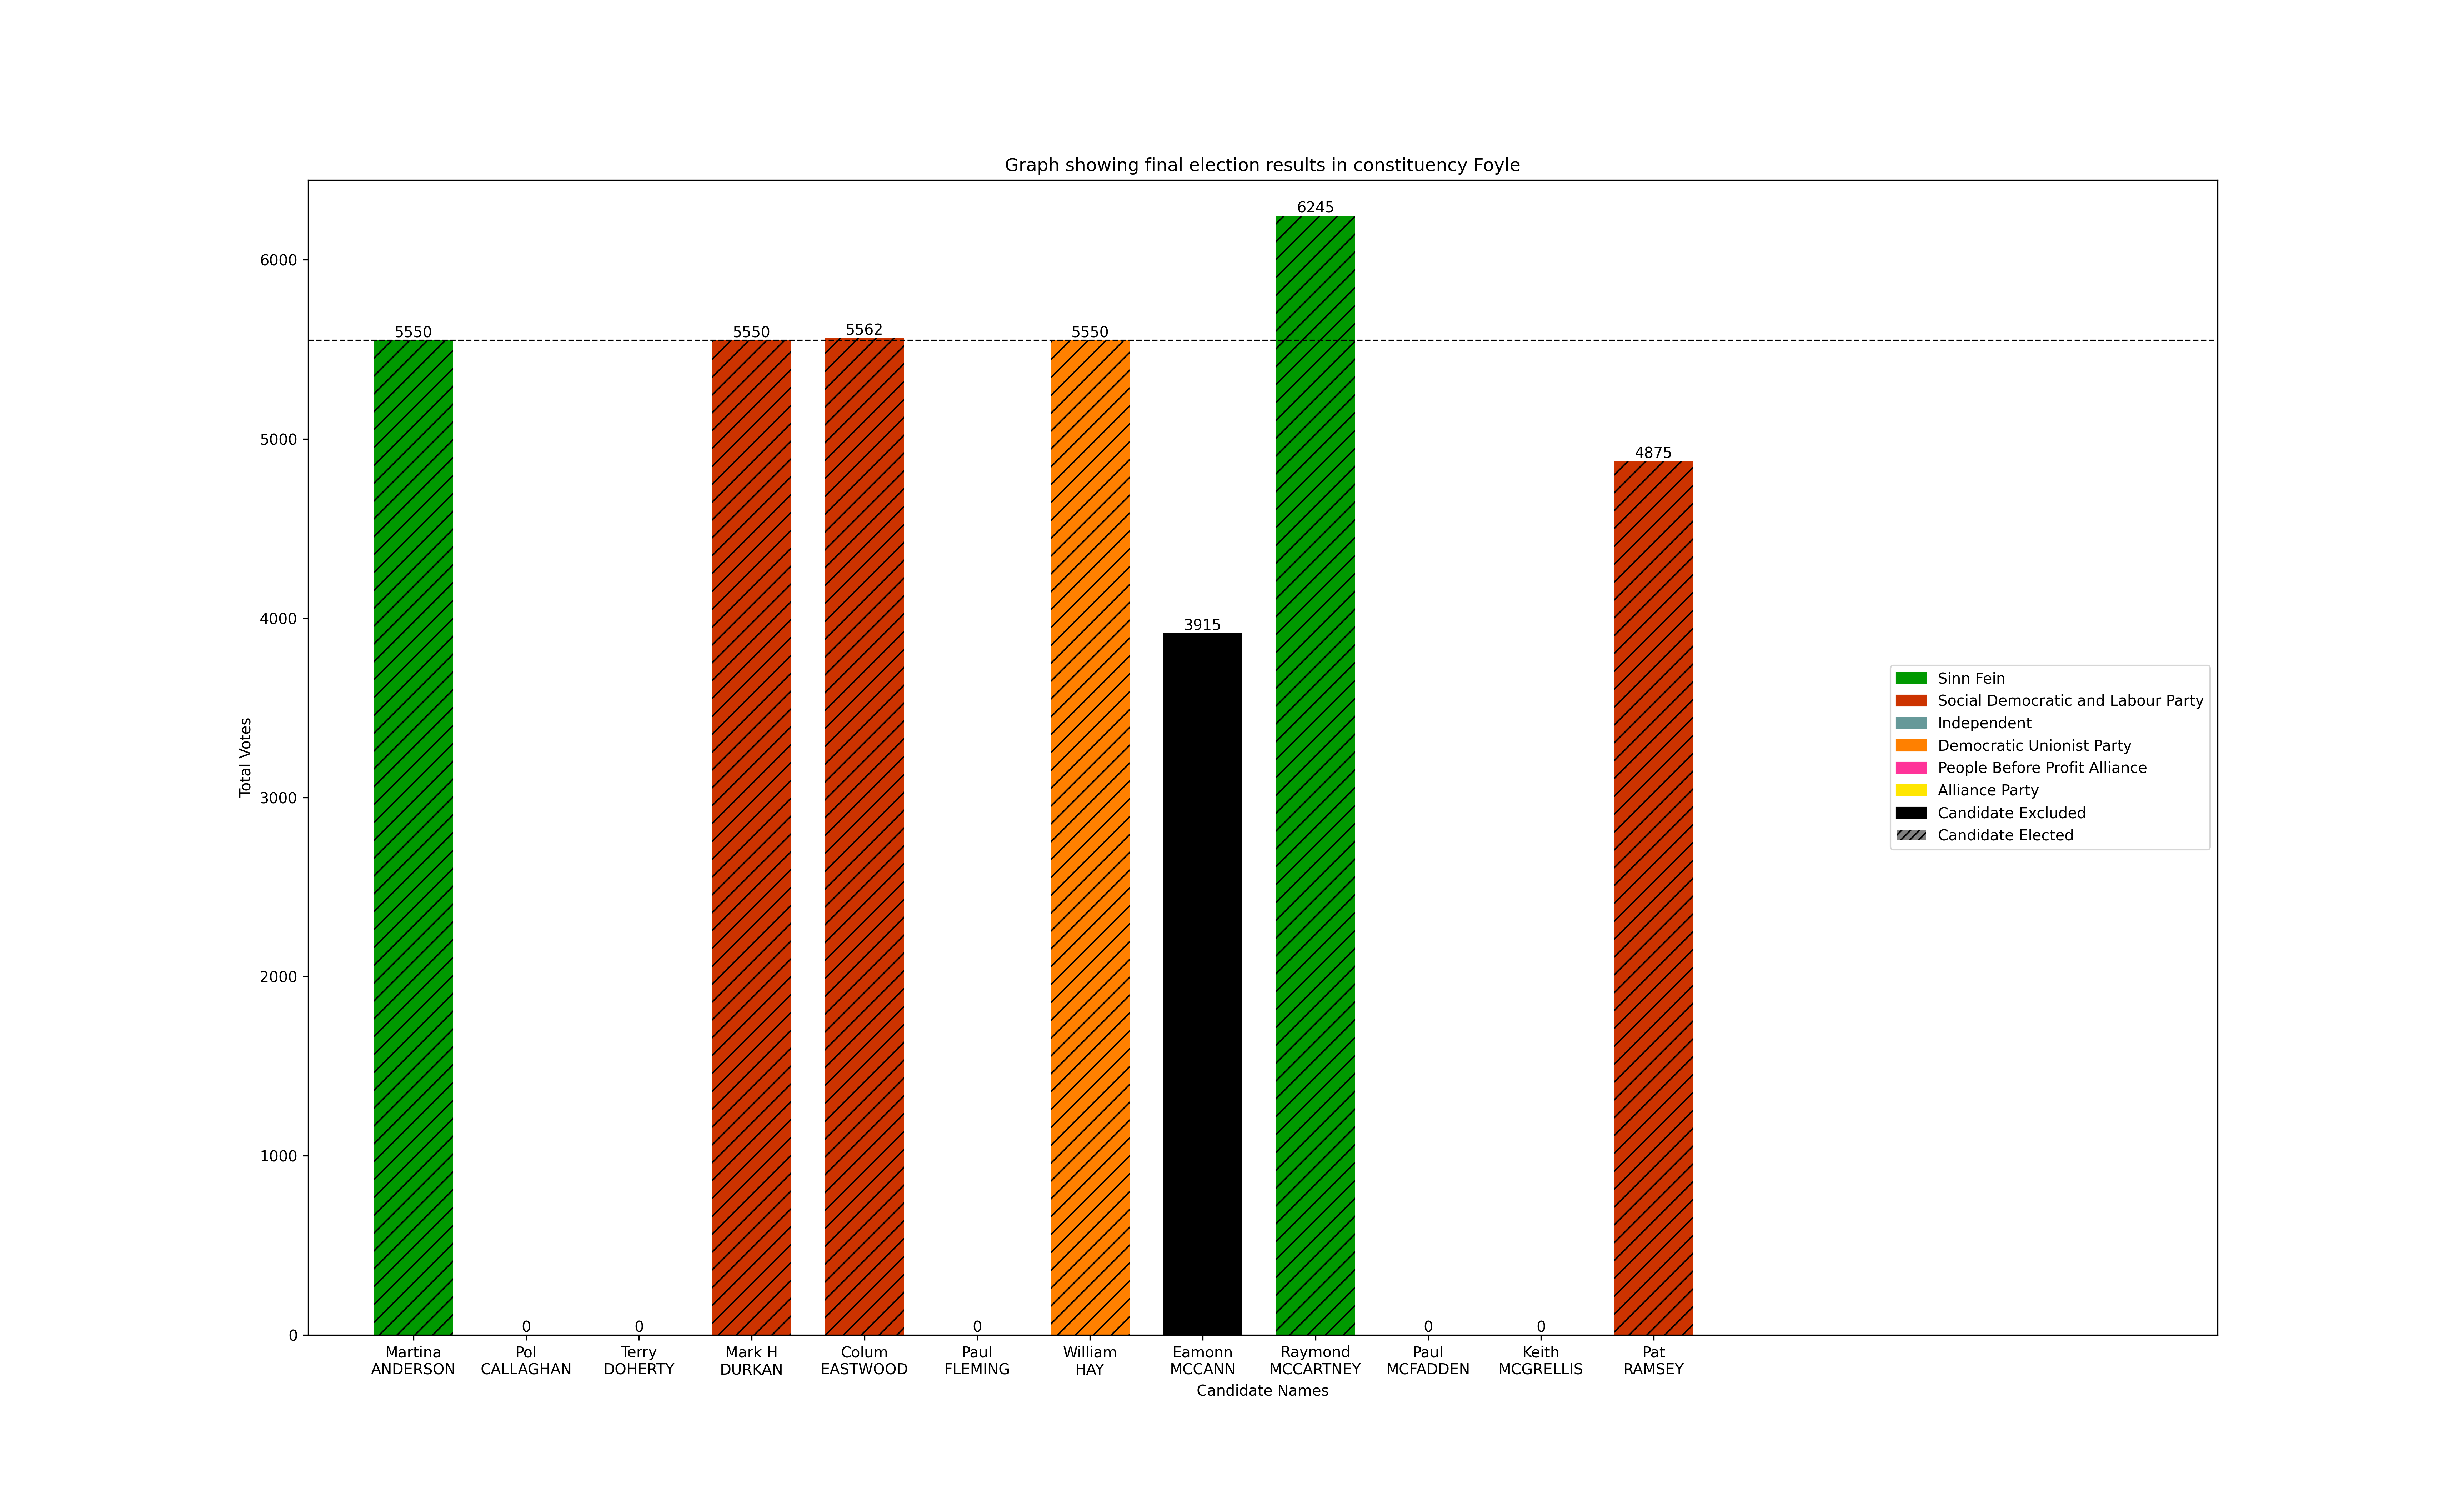 Graph showing final election results in constituency Foyle
Total Votes
6000
5000
4000
3000
2000
1000
0
5550
0
0
5550
5562
0
5550
3915
6245
0
0
4875
Martina
ANDERSON
Pol
CALLAGHAN
Terry
DOHERTY
Mark H
DURKAN
Colum
EASTWOOD
Paul
FLEMING
William
HAY
Eamonn
MCCANN
Raymond
MCCARTNEY
Paul
MCFADDEN
Keith
MCGRELLIS
Pat
RAMSEY
Candidate Names
Sinn Fein
Social Democratic and Labour Party
Independent
Democratic Unionist Party
People Before Profit Alliance
Alliance Party
Candidate Excluded
Candidate Elected